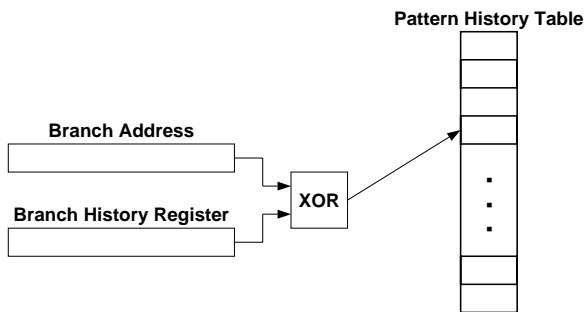 Pattern History Table
Branch Address
XOR
Branch History Register